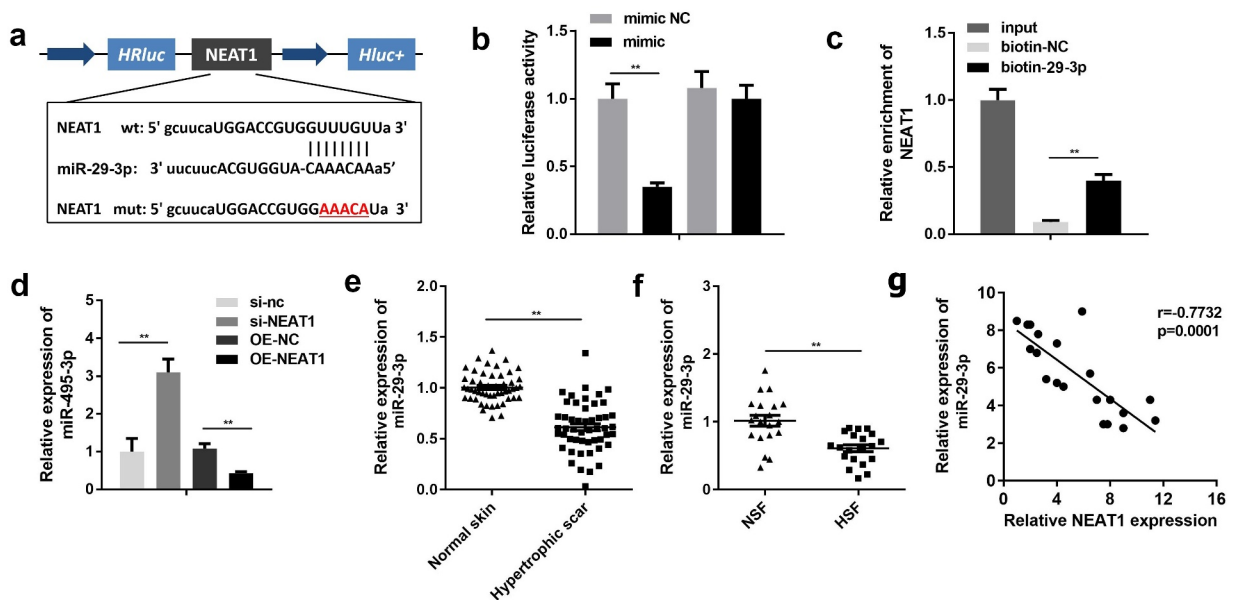 a
HRluc NEAT1 Hluc+
NEAT1 wt: 5' gcuucaUGGACCGUGGUUUGUUa 3'
miR-29-3p: 3' uucuucACGUGGUA-CAAACAAa5'
NEAT1 mut: 5' gcuucaUGGACCGUGGAAACAUa 3'
b
mimic NC
mimic
Relative luciferase activity
1.5
1.0
0.5
0.0
**
c
input
biotin-NC
biotin-29-3p
Relative enrichment of
NEAT1
1.5
1.0
0.5
0.0
**
d
si-nc
si-NEAT1
OE-NC
OE-NEAT1
Relative expression of
miR-495-3p
5
4
3
2
1
0
**
**
e
Relative expression of
miR-29-3p
2.0
1.5
1.0
0.5
0.0
**
Normal skin
Hypertrophic scar
f
Relative expression of
miR-29-3p
3
2
1
0
**
NSF
HSF
g
Relative expression of
miR-29-3p
10
8
6
4
2
0
r=-0.7732
p=0.0001
0 4 8 12 16
Relative NEAT1 expression